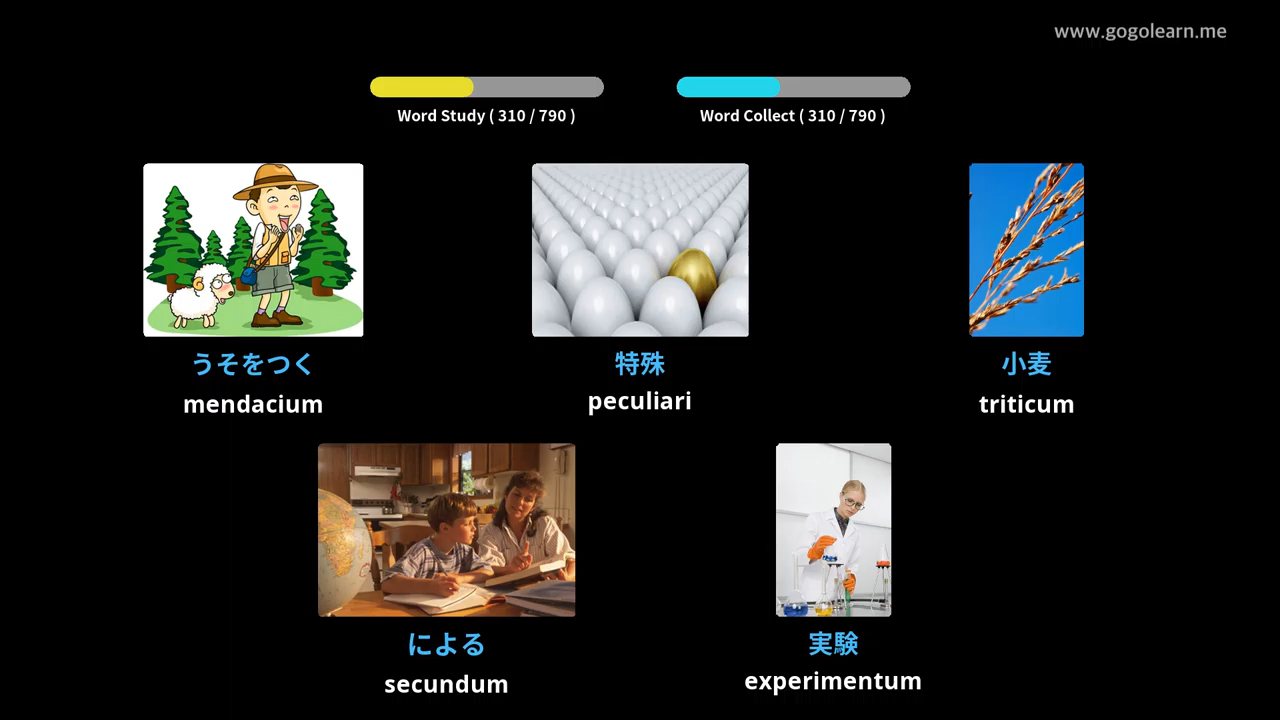 www.gogolearn.me
Word Study ( 310 / 790 )
Word Collect ( 310 / 790 )
うそをつく
mendacium
特殊
peculiari
小麦
triticum
による
secundum
実験
experimentum